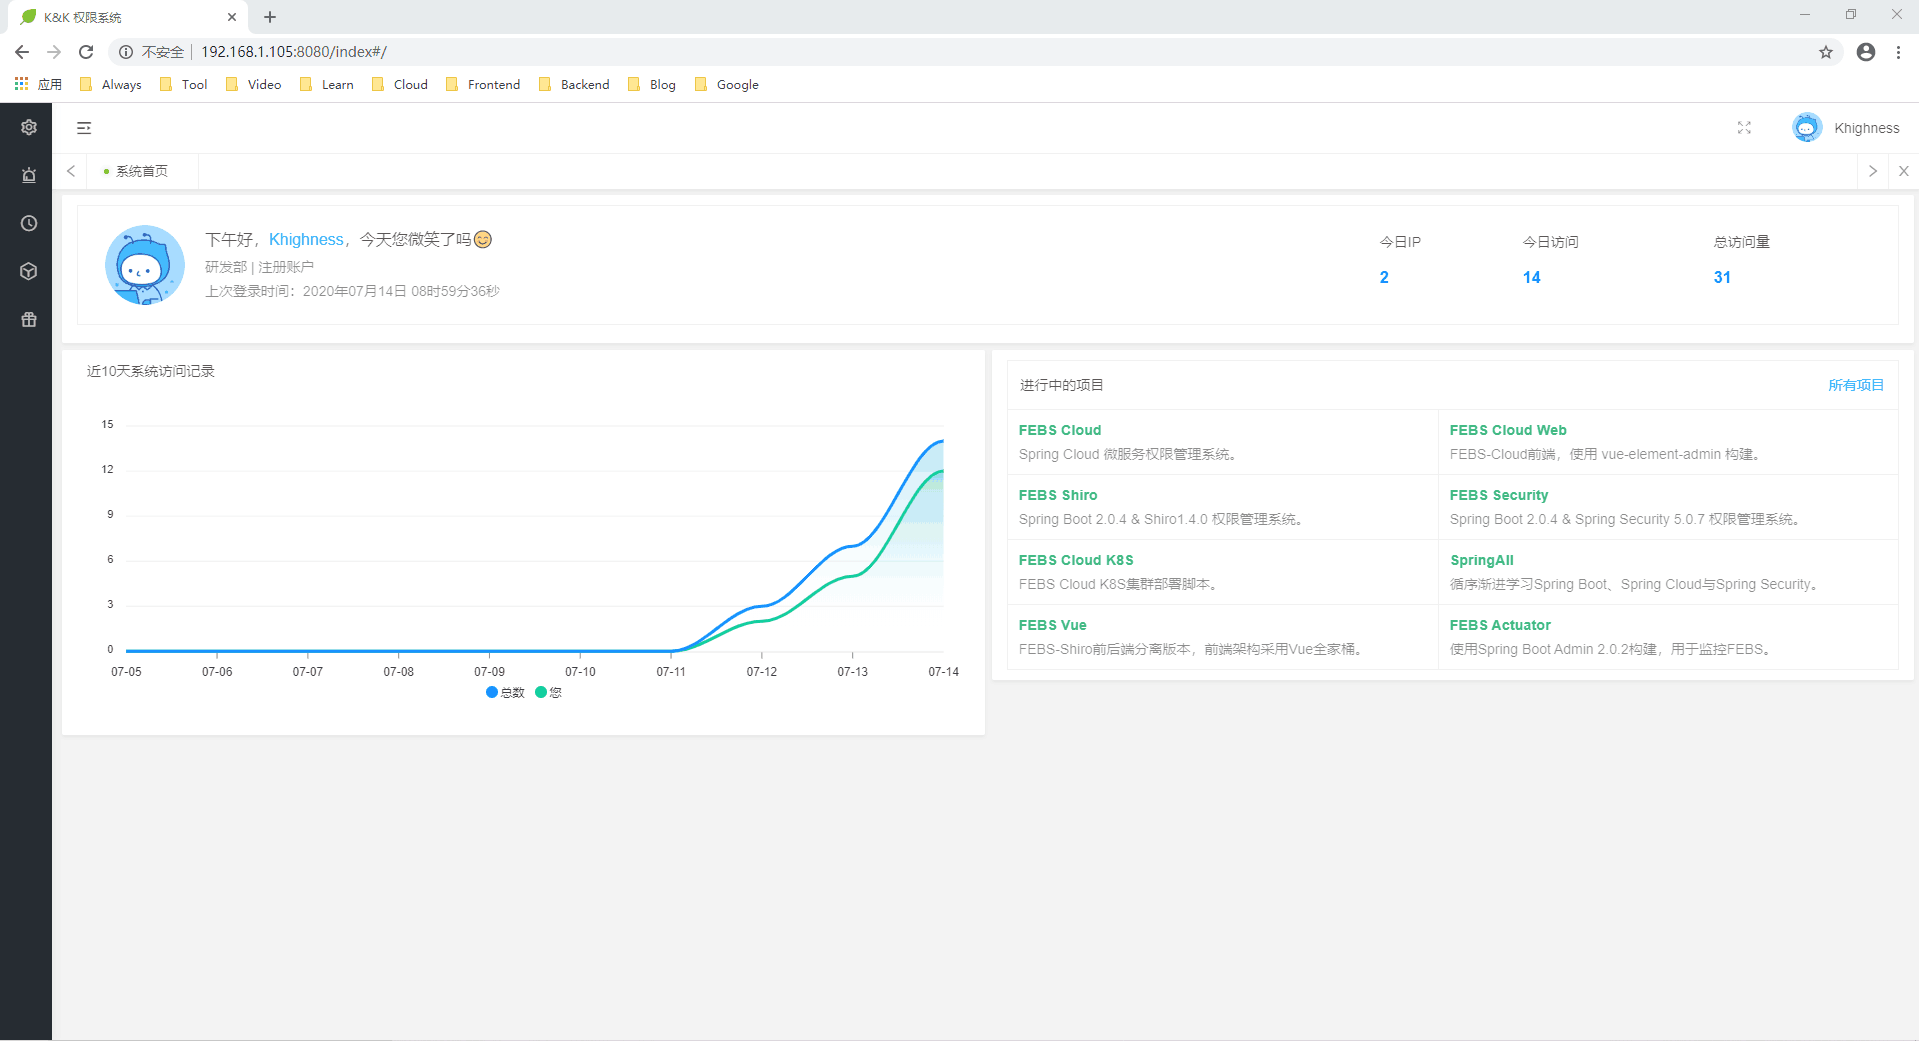 K&K 权限系统
不安全 192.168.1.105:8080/index#/
应用 Always Tool Video Learn Cloud Frontend Backend Blog Google
Khighness
系统首页
下午好，Khighness，今天您微笑了吗😊
研发部 | 注册账户
上次登录时间：2020年07月14日 08时59分36秒
今日IP 今日访问 总访问量
2 14 31
近10天系统访问记录
15
12
9
6
3
0
07-05 07-06 07-07 07-08 07-09 07-10 07-11 07-12 07-13 07-14
总数 您
进行中的项目 所有项目
FEBS Cloud
Spring Cloud 微服务权限管理系统。
FEBS Cloud Web
FEBS-Cloud前端，使用 vue-element-admin 构建。
FEBS Shiro
Spring Boot 2.0.4 & Shiro1.4.0 权限管理系统。
FEBS Security
Spring Boot 2.0.4 & Spring Security 5.0.7 权限管理系统。
FEBS Cloud K8S
FEBS Cloud K8S集群部署脚本。
SpringAll
循序渐进学习Spring Boot、Spring Cloud与Spring Security。
FEBS Vue
FEBS-Shiro前后端分离版本，前端架构采用Vue全家桶。
FEBS Actuator
使用Spring Boot Admin 2.0.2构建，用于监控FEBS。